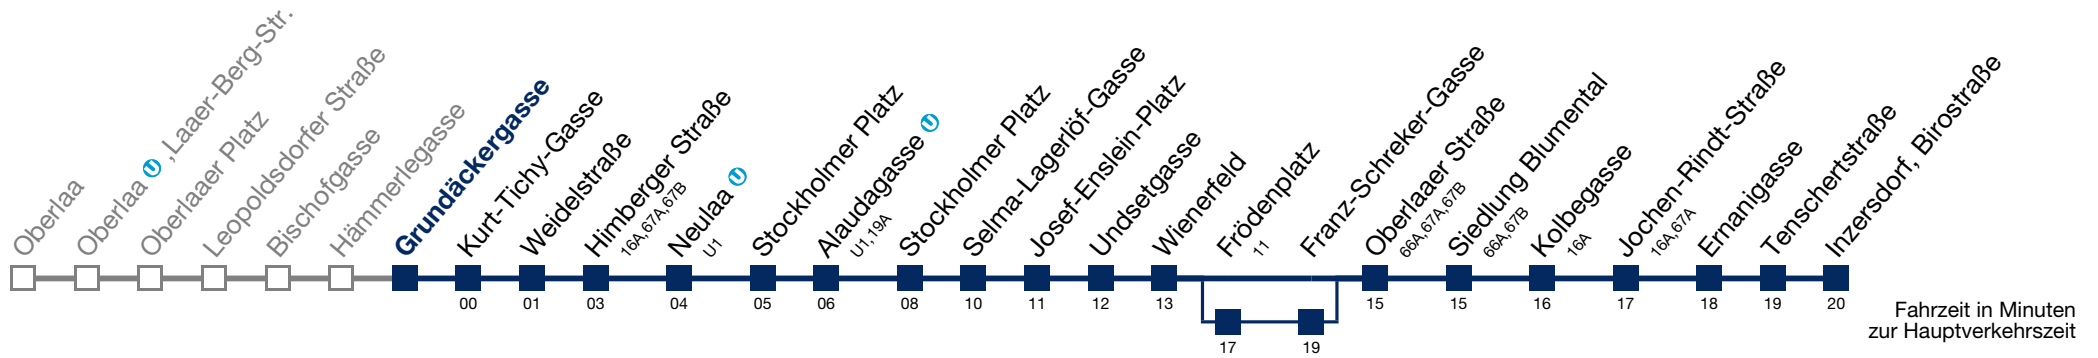 Oberlaa
Oberlaa U ,Laaer-Berg-Str.
Oberlaaer Platz
Leopoldsdorfer Straße
Bischofgasse
Hämmerlegasse
Grundäckergasse
Kurt-Tichy-Gasse
00
Weidelstraße
01
Himberger Straße
16A,67A,67B
03
Neulaa U
U1
04
Stockholmer Platz
05
Alaudagasse U
U1,19A
06
Stockholmer Platz
08
Selma-Lagerlöf-Gasse
10
Josef-Enslein-Platz
11
Undsetgasse
12
Wienerfeld
13
Frödenplatz
11
17
Franz-Schreker-Gasse
19
Oberlaaer Straße
66A,67A,67B
15
Siedlung Blumental
66A,67B
15
Kolbegasse
16A
16
Jochen-Rindt-Straße
16A,67A
17
Ernanigasse
18
Tenschertstraße
19
Inzersdorf, Birostraße
20
Fahrzeit in Minuten
zur Hauptverkehrszeit